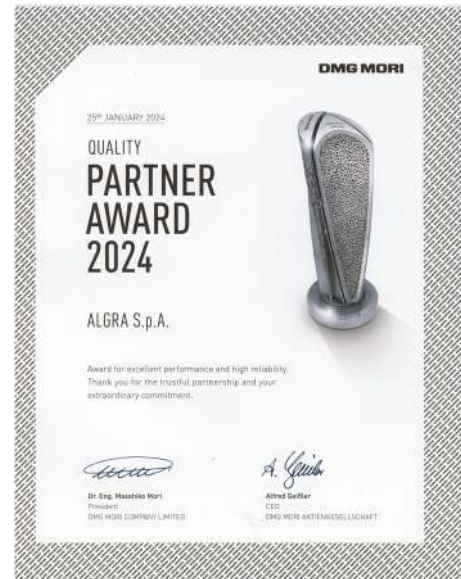 DMG MORI
25th JANUARY 2024
QUALITY
PARTNER
AWARD
2024
ALGRA S.p.A.
Award for excellent performance and high reliability.
Thank you for the trustful partnership and your
extraordinary commitment.
Dr. Eng. Masahiko Mori
President
DMG MORI COMPANY LIMITED
Alfred Geißler
CEO
DMG MORI AKTIENGESELLSCHAFT